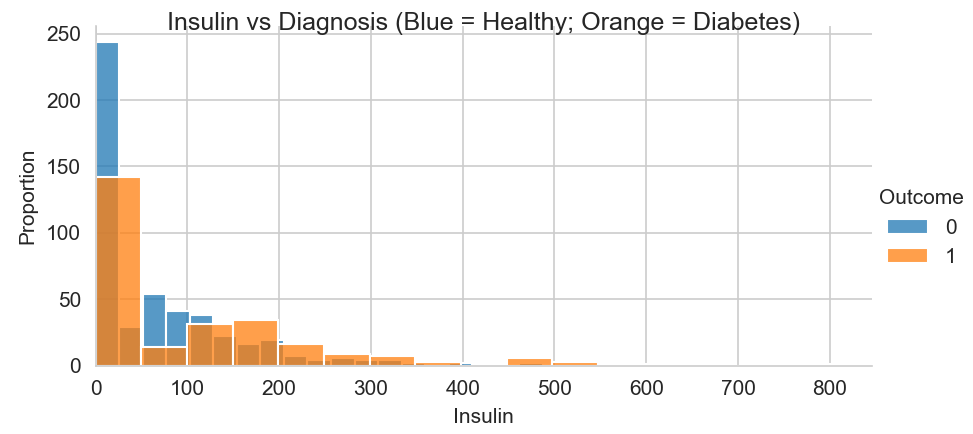 Insulin vs Diagnosis (Blue = Healthy; Orange = Diabetes)
250
200
150
100
50
0
Proportion
0 100 200 300 400 500 600 700 800
Insulin
Outcome
0
1